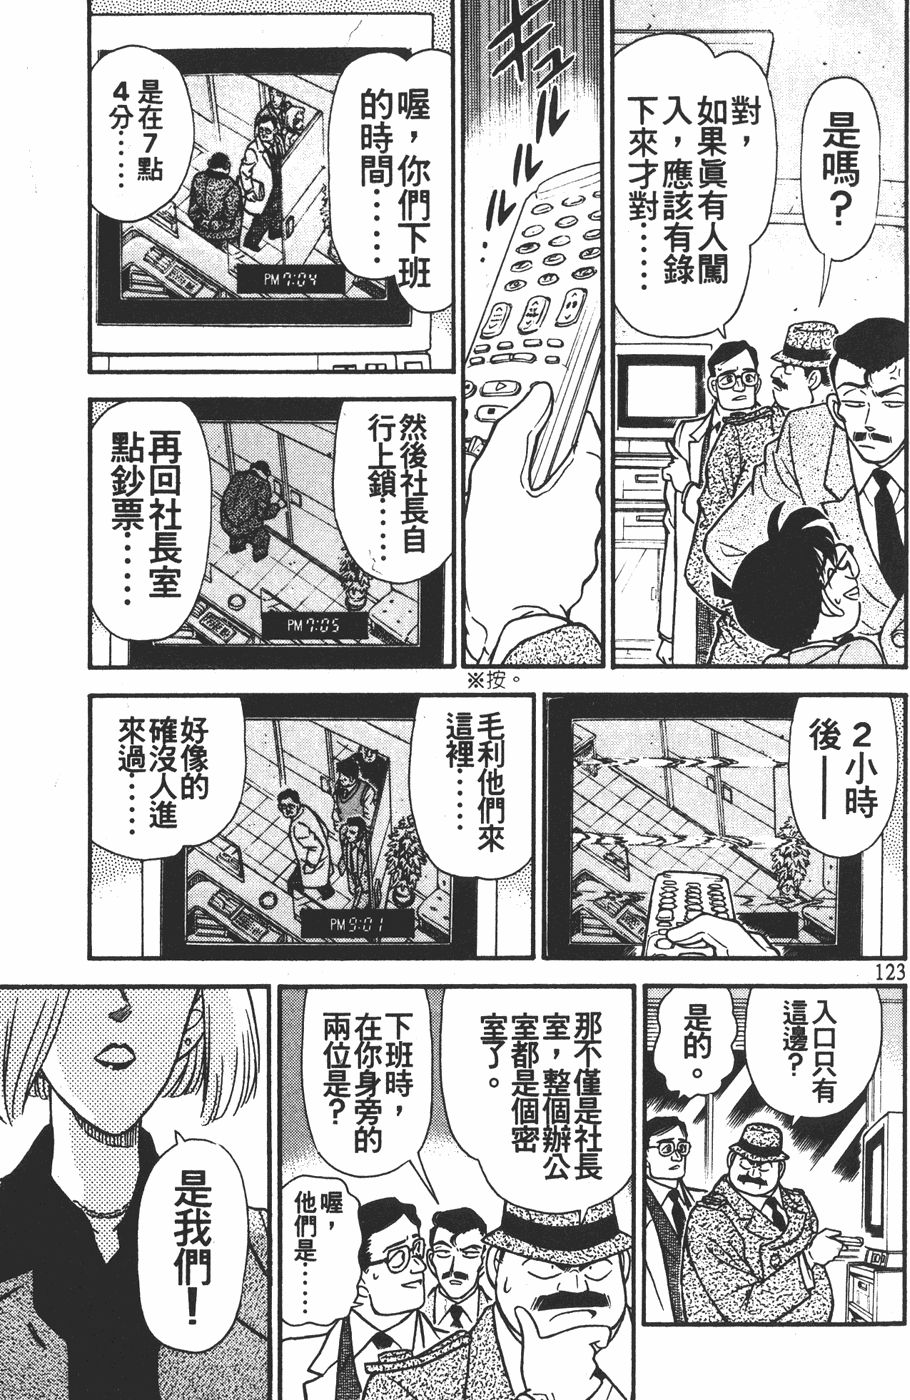 是嗎?
對,
如果真有人闖
入,應該有錄
下來才對……
キュルル…
※按。
喔,你們下班
的時間……
是在7點
4分……
PM 7:04
然後社長自
行上鎖……
再回社長室
點鈔票……
PM 7:05
2小時
後——
毛利他們來
這裡……
好像的
確沒人進
來過……
PM 9:01
123
入口只有
這邊?
是的。
那不僅是社長
室,整個辦公
室都是個密
室了。
下班時,
在你身旁的
兩位是?
喔,
他們是……
是我們!